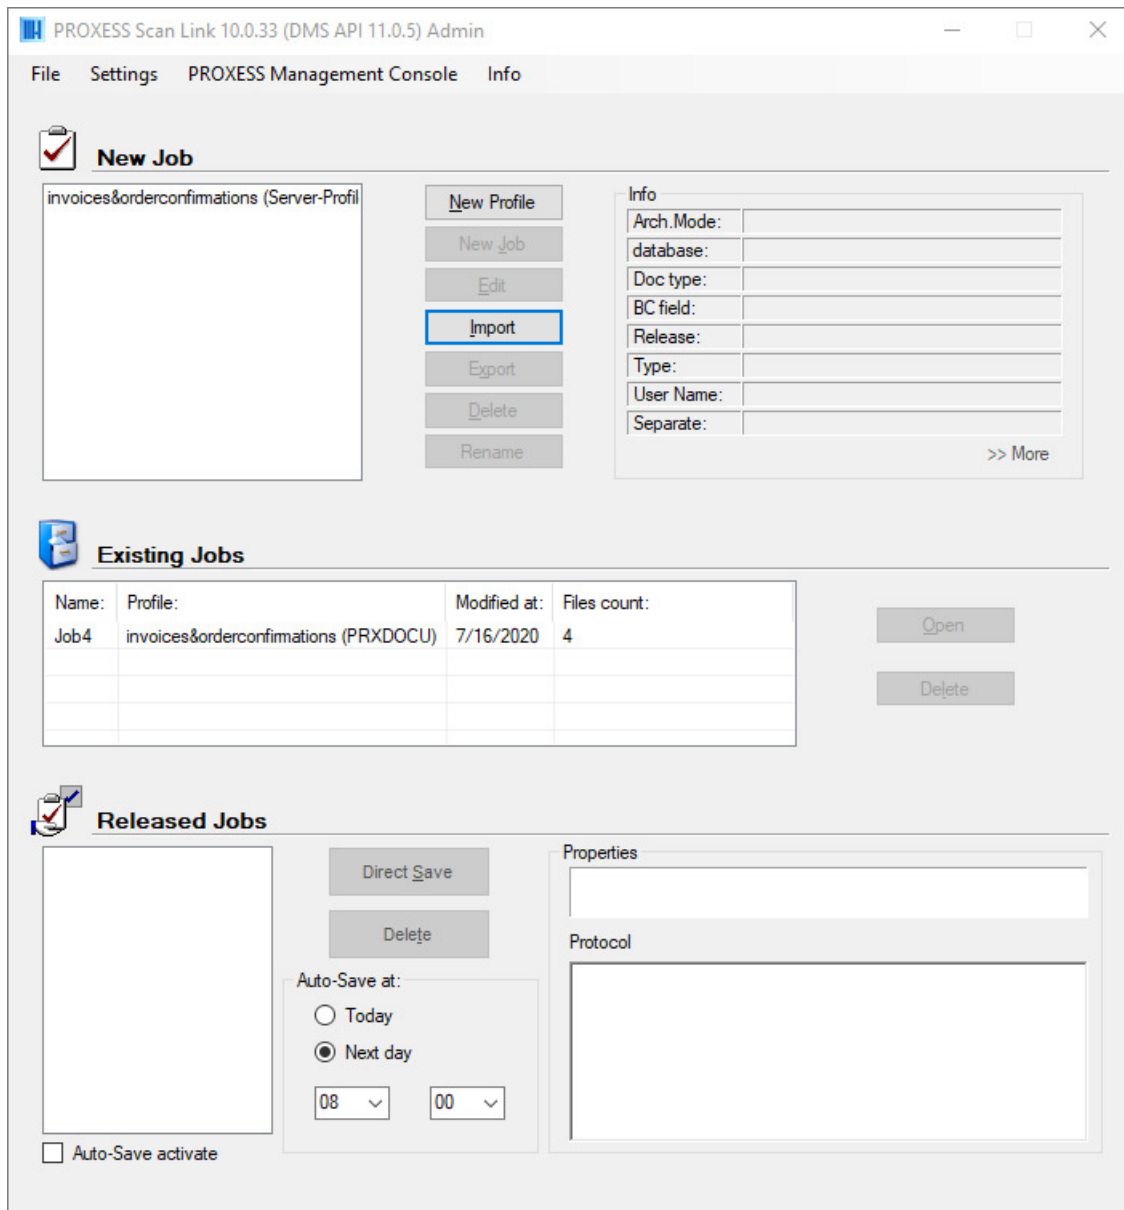 PROXESS Scan Link 10.0.33 (DMS API 11.0.5) Admin
File Settings PROXESS Management Console Info
New Job
invoices&orderconfirmations (Server-Profil
New Profile
New Job
Edit
Import
Export
Delete
Rename
Info
Arch.Mode:
database:
Doc type:
BC field:
Release:
Type:
User Name:
Separate:
>> More
Existing Jobs
Name: Profile: Modified at: Files count:
Job4 invoices&orderconfirmations (PRXDOCU) 7/16/2020 4
Open
Delete
Released Jobs
Direct Save
Delete
Auto-Save at:
Today
Next day
08 00
Auto-Save activate
Properties
Protocol